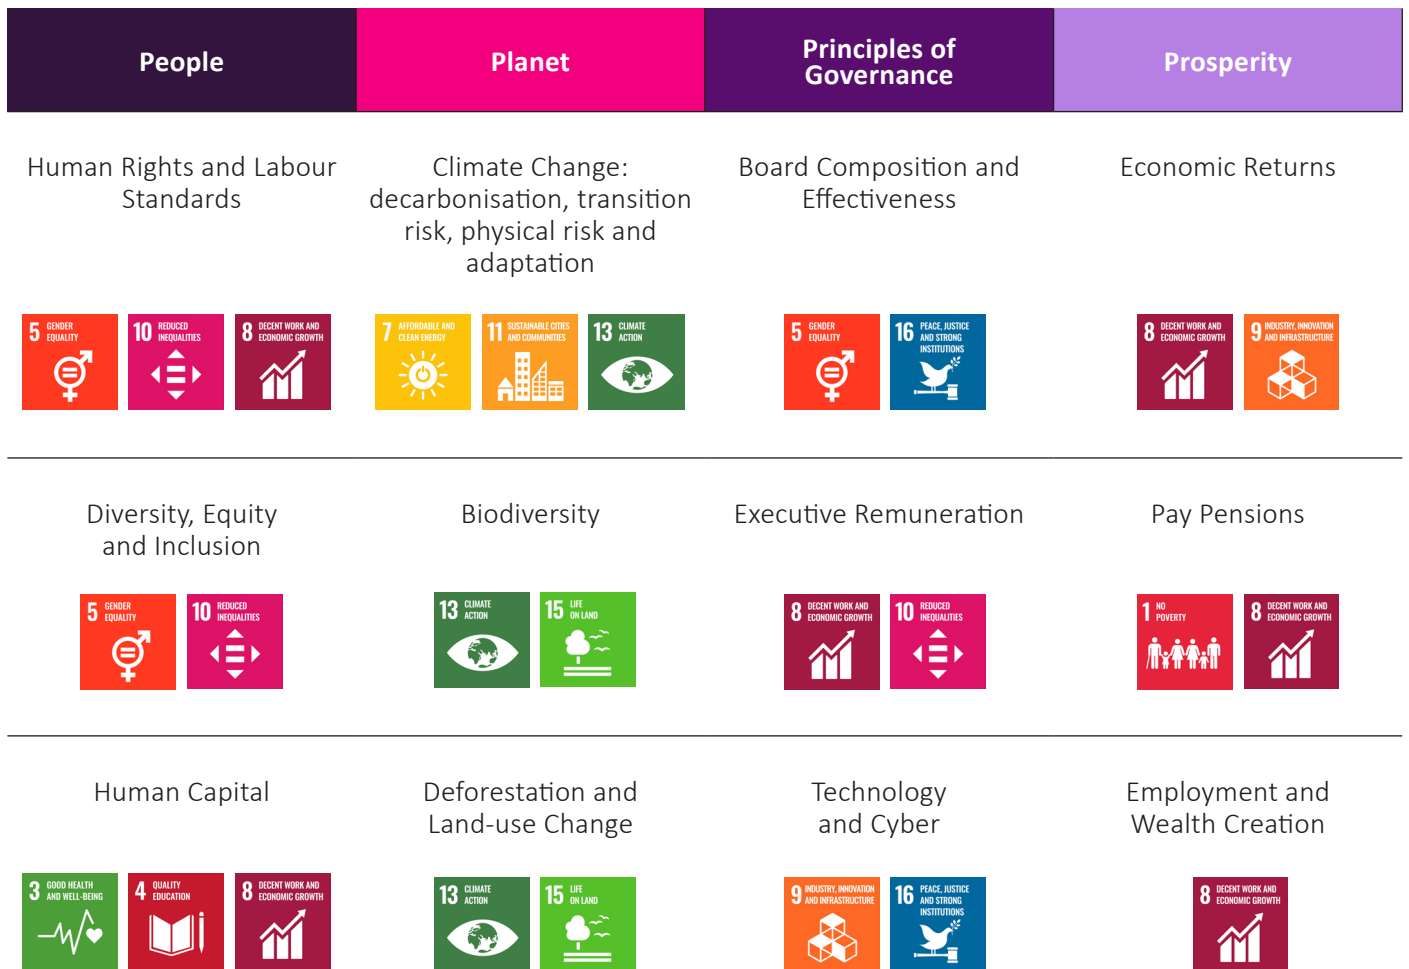 People
Planet
Principles of
Governance
Prosperity
Human Rights and Labour
Standards
Climate Change:
decarbonisation, transition
risk, physical risk and
adaptation
Board Composition and
Effectiveness
Economic Returns
5 GENDER
EQUALITY
10 REDUCED
INEQUALITIES
8 DECENT WORK AND
ECONOMIC GROWTH
7 AFFORDABLE AND
CLEAN ENERGY
11 SUSTAINABLE CITIES
AND COMMUNITIES
13 CLIMATE
ACTION
5 GENDER
EQUALITY
16 PEACE, JUSTICE
AND STRONG
INSTITUTIONS
8 DECENT WORK AND
ECONOMIC GROWTH
9 INDUSTRY, INNOVATION
AND INFRASTRUCTURE
Diversity, Equity
and Inclusion
Biodiversity
Executive Remuneration
Pay Pensions
5 GENDER
EQUALITY
10 REDUCED
INEQUALITIES
13 CLIMATE
ACTION
15 LIFE
ON LAND
8 DECENT WORK AND
ECONOMIC GROWTH
10 REDUCED
INEQUALITIES
1 NO
POVERTY
8 DECENT WORK AND
ECONOMIC GROWTH
Human Capital
Deforestation and
Land-use Change
Technology
and Cyber
Employment and
Wealth Creation
3 GOOD HEALTH
AND WELL-BEING
4 QUALITY
EDUCATION
8 DECENT WORK AND
ECONOMIC GROWTH
13 CLIMATE
ACTION
15 LIFE
ON LAND
9 INDUSTRY, INNOVATION
AND INFRASTRUCTURE
16 PEACE, JUSTICE
AND STRONG
INSTITUTIONS
8 DECENT WORK AND
ECONOMIC GROWTH